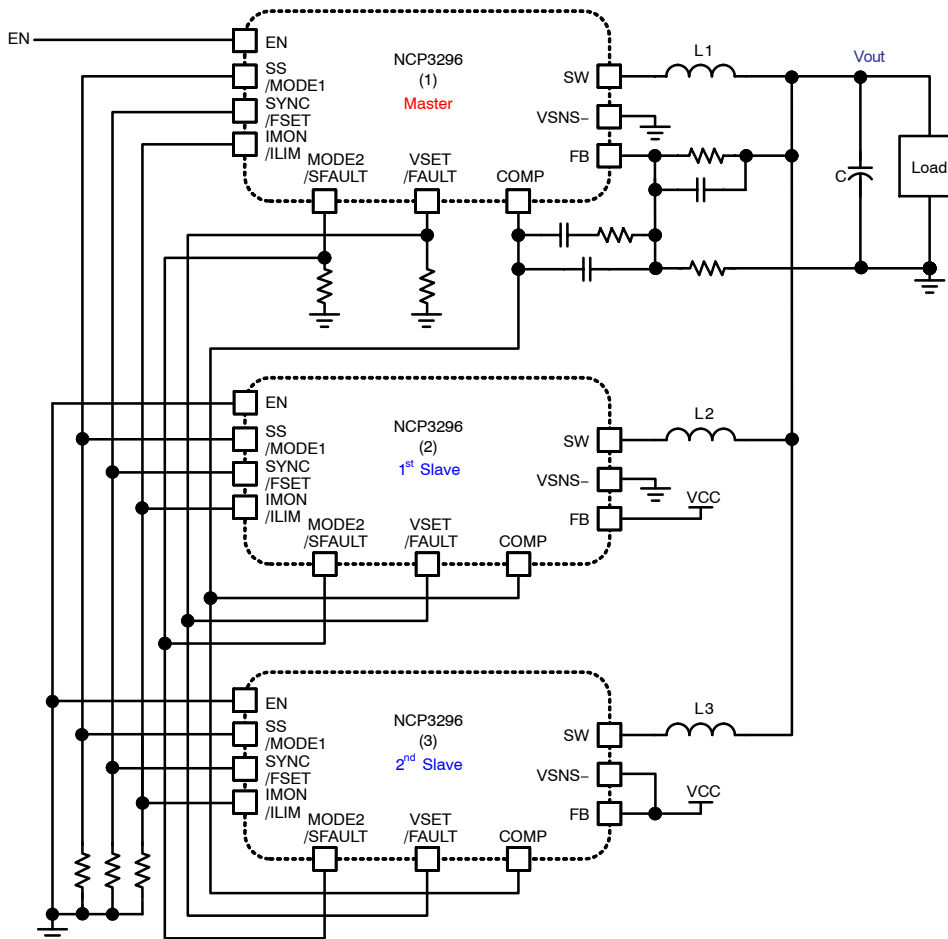 EN
EN
SS
/MODE1
SYNC
/FSET
IMON
/ILIM
NCP3296
(1)
Master
MODE2
/SFAULT
VSET
/FAULT
COMP
SW
VSNS–
FB
L1
Vout
C
Load
EN
SS
/MODE1
SYNC
/FSET
IMON
/ILIM
NCP3296
(2)
1st Slave
MODE2
/SFAULT
VSET
/FAULT
COMP
SW
VSNS–
FB
L2
VCC
EN
SS
/MODE1
SYNC
/FSET
IMON
/ILIM
NCP3296
(3)
2nd Slave
MODE2
/SFAULT
VSET
/FAULT
COMP
SW
VSNS–
FB
L3
VCC